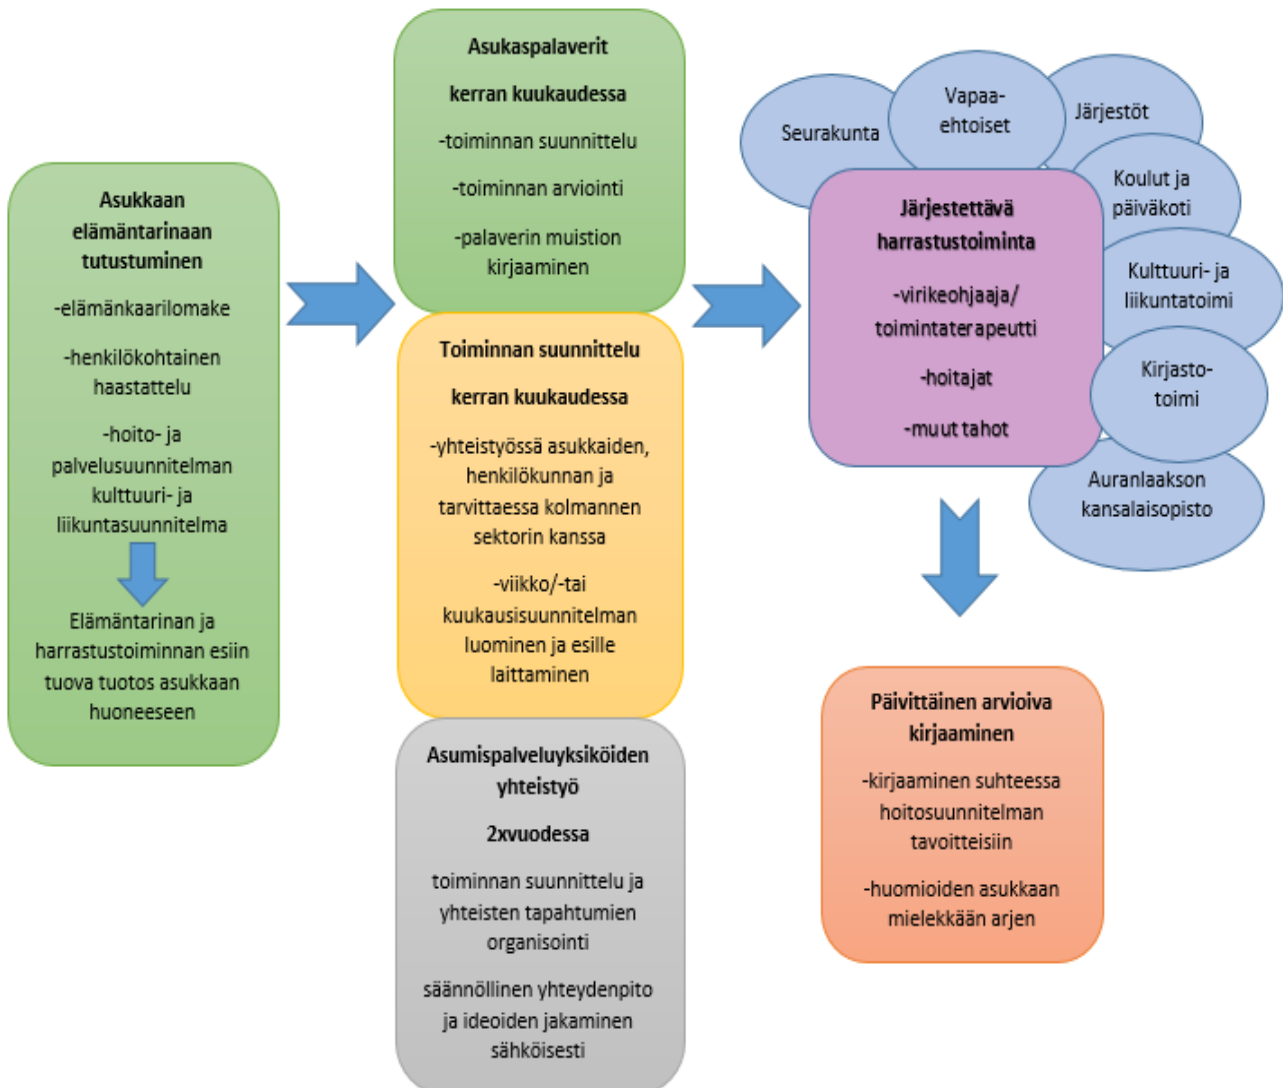 Asukkaan
elämäntarinaan
tutustuminen
-elämänkaarilomake
-henkilökohtainen
haastattelu
-hoito- ja
palvelusuunnitelman
kulttuuri- ja
liikuntasuunnitelma
Elämäntarinan ja
harrastustoiminnan esiin
tuova tuotos asukkaan
huoneeseen
Asukaspalaverit
kerran kuukaudessa
-toiminnan suunnittelu
-toiminnan arviointi
-palaverin muistion
kirjaaminen
Toiminnan suunnittelu
kerran kuukaudessa
-yhteistyössä asukkaiden,
henkilökunnan ja
tarvittaessa kolmannen
sektorin kanssa
-viikko/-tai
kuukausisuunnitelman
luominen ja esille
laittaminen
Asumispalveluyksiköiden
yhteistyö
2xvuodessa
toiminnan suunnittelu ja
yhteisten tapahtumien
organisointi
säännöllinen yhteydenpito
ja ideoiden jakaminen
sähköisesti
Seurakunta
Vapaa-
ehtoiset
Järjestöt
Koulut ja
päiväkoti
Kulttuuri- ja
liikuntatoimi
Kirjasto-
toimi
Auranlaakson
kansalaisopisto
Järjestettävä
harrastustoiminta
-virikeohjaaja/
toimintaterapeutti
-hoitajat
-muut tahot
Päivittäinen arvioiva
kirjaaminen
-kirjaaminen suhteessa
hoitosuunnitelman
tavoitteisiin
-huomioiden asukkaan
mielekkään arjen